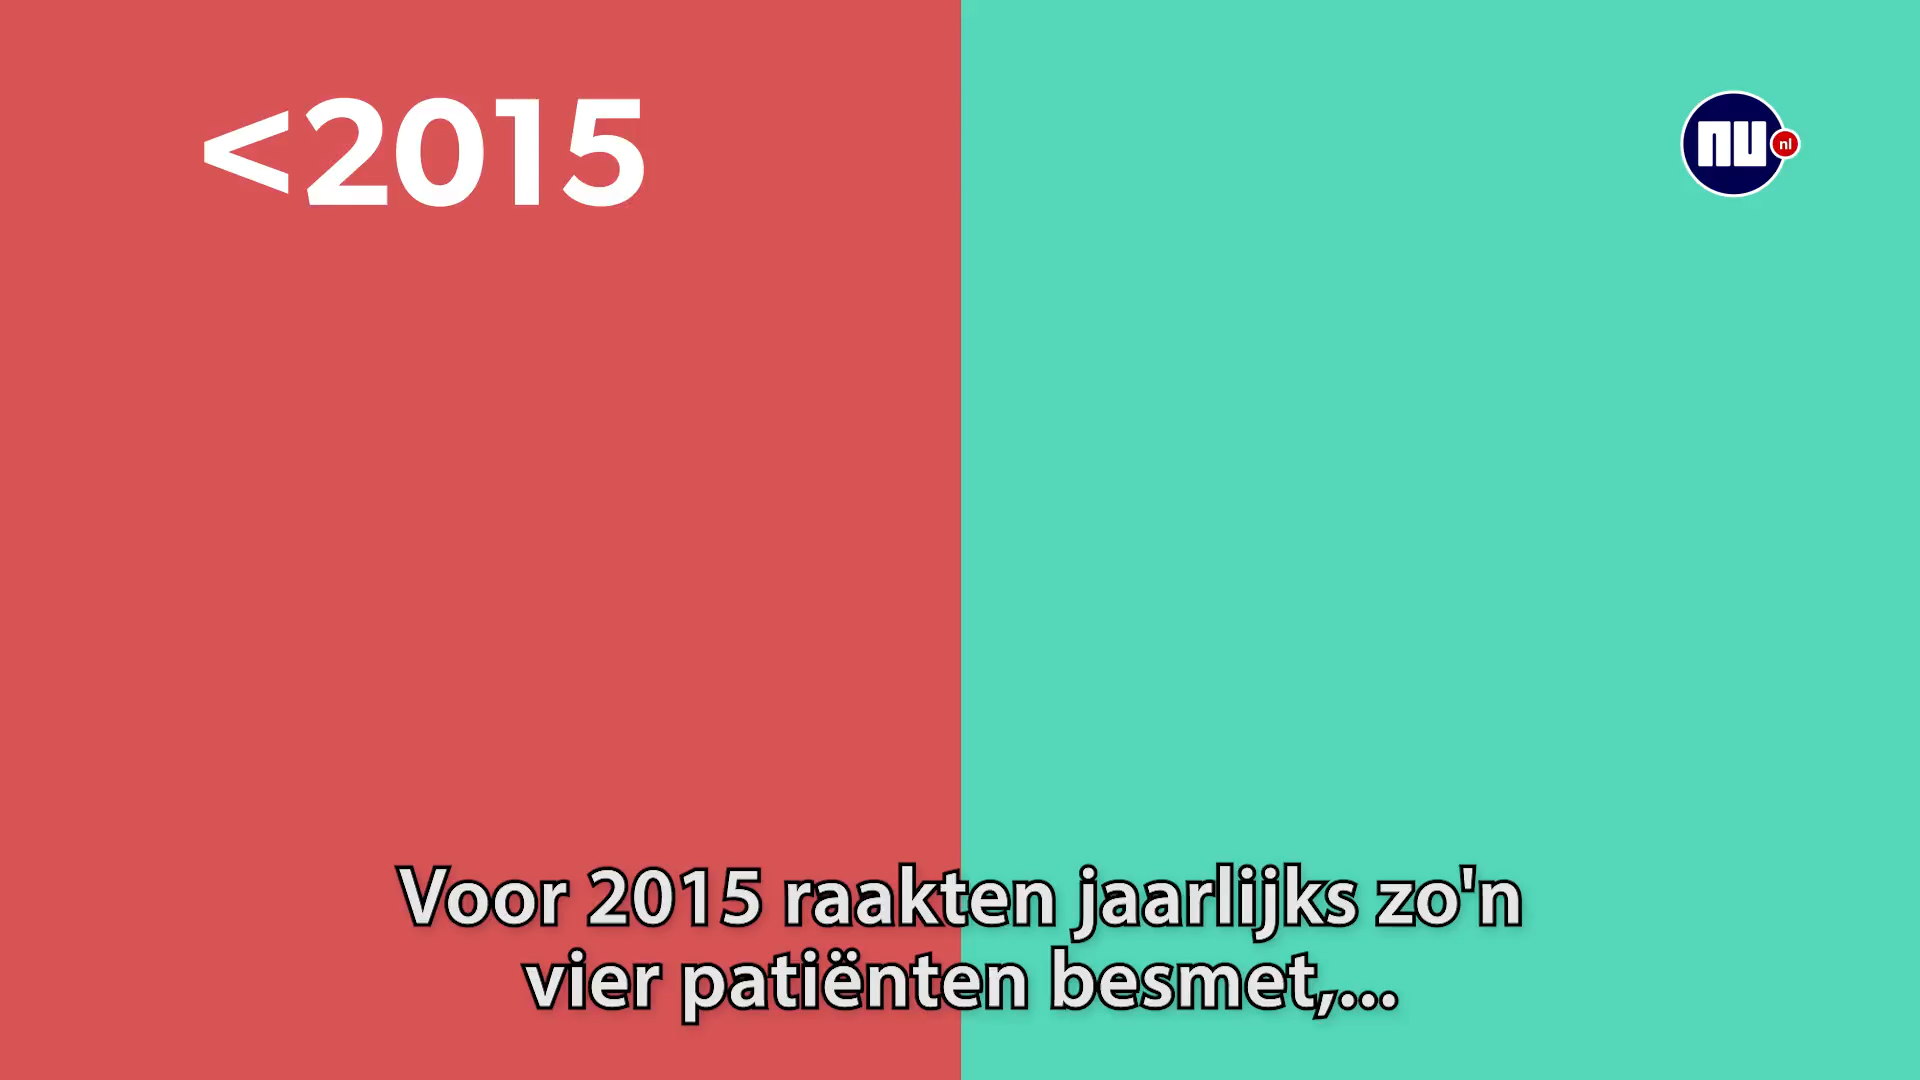 <2015
NU
nl
Voor 2015 raakten jaarlijks zo'n
vier patiënten besmet,...